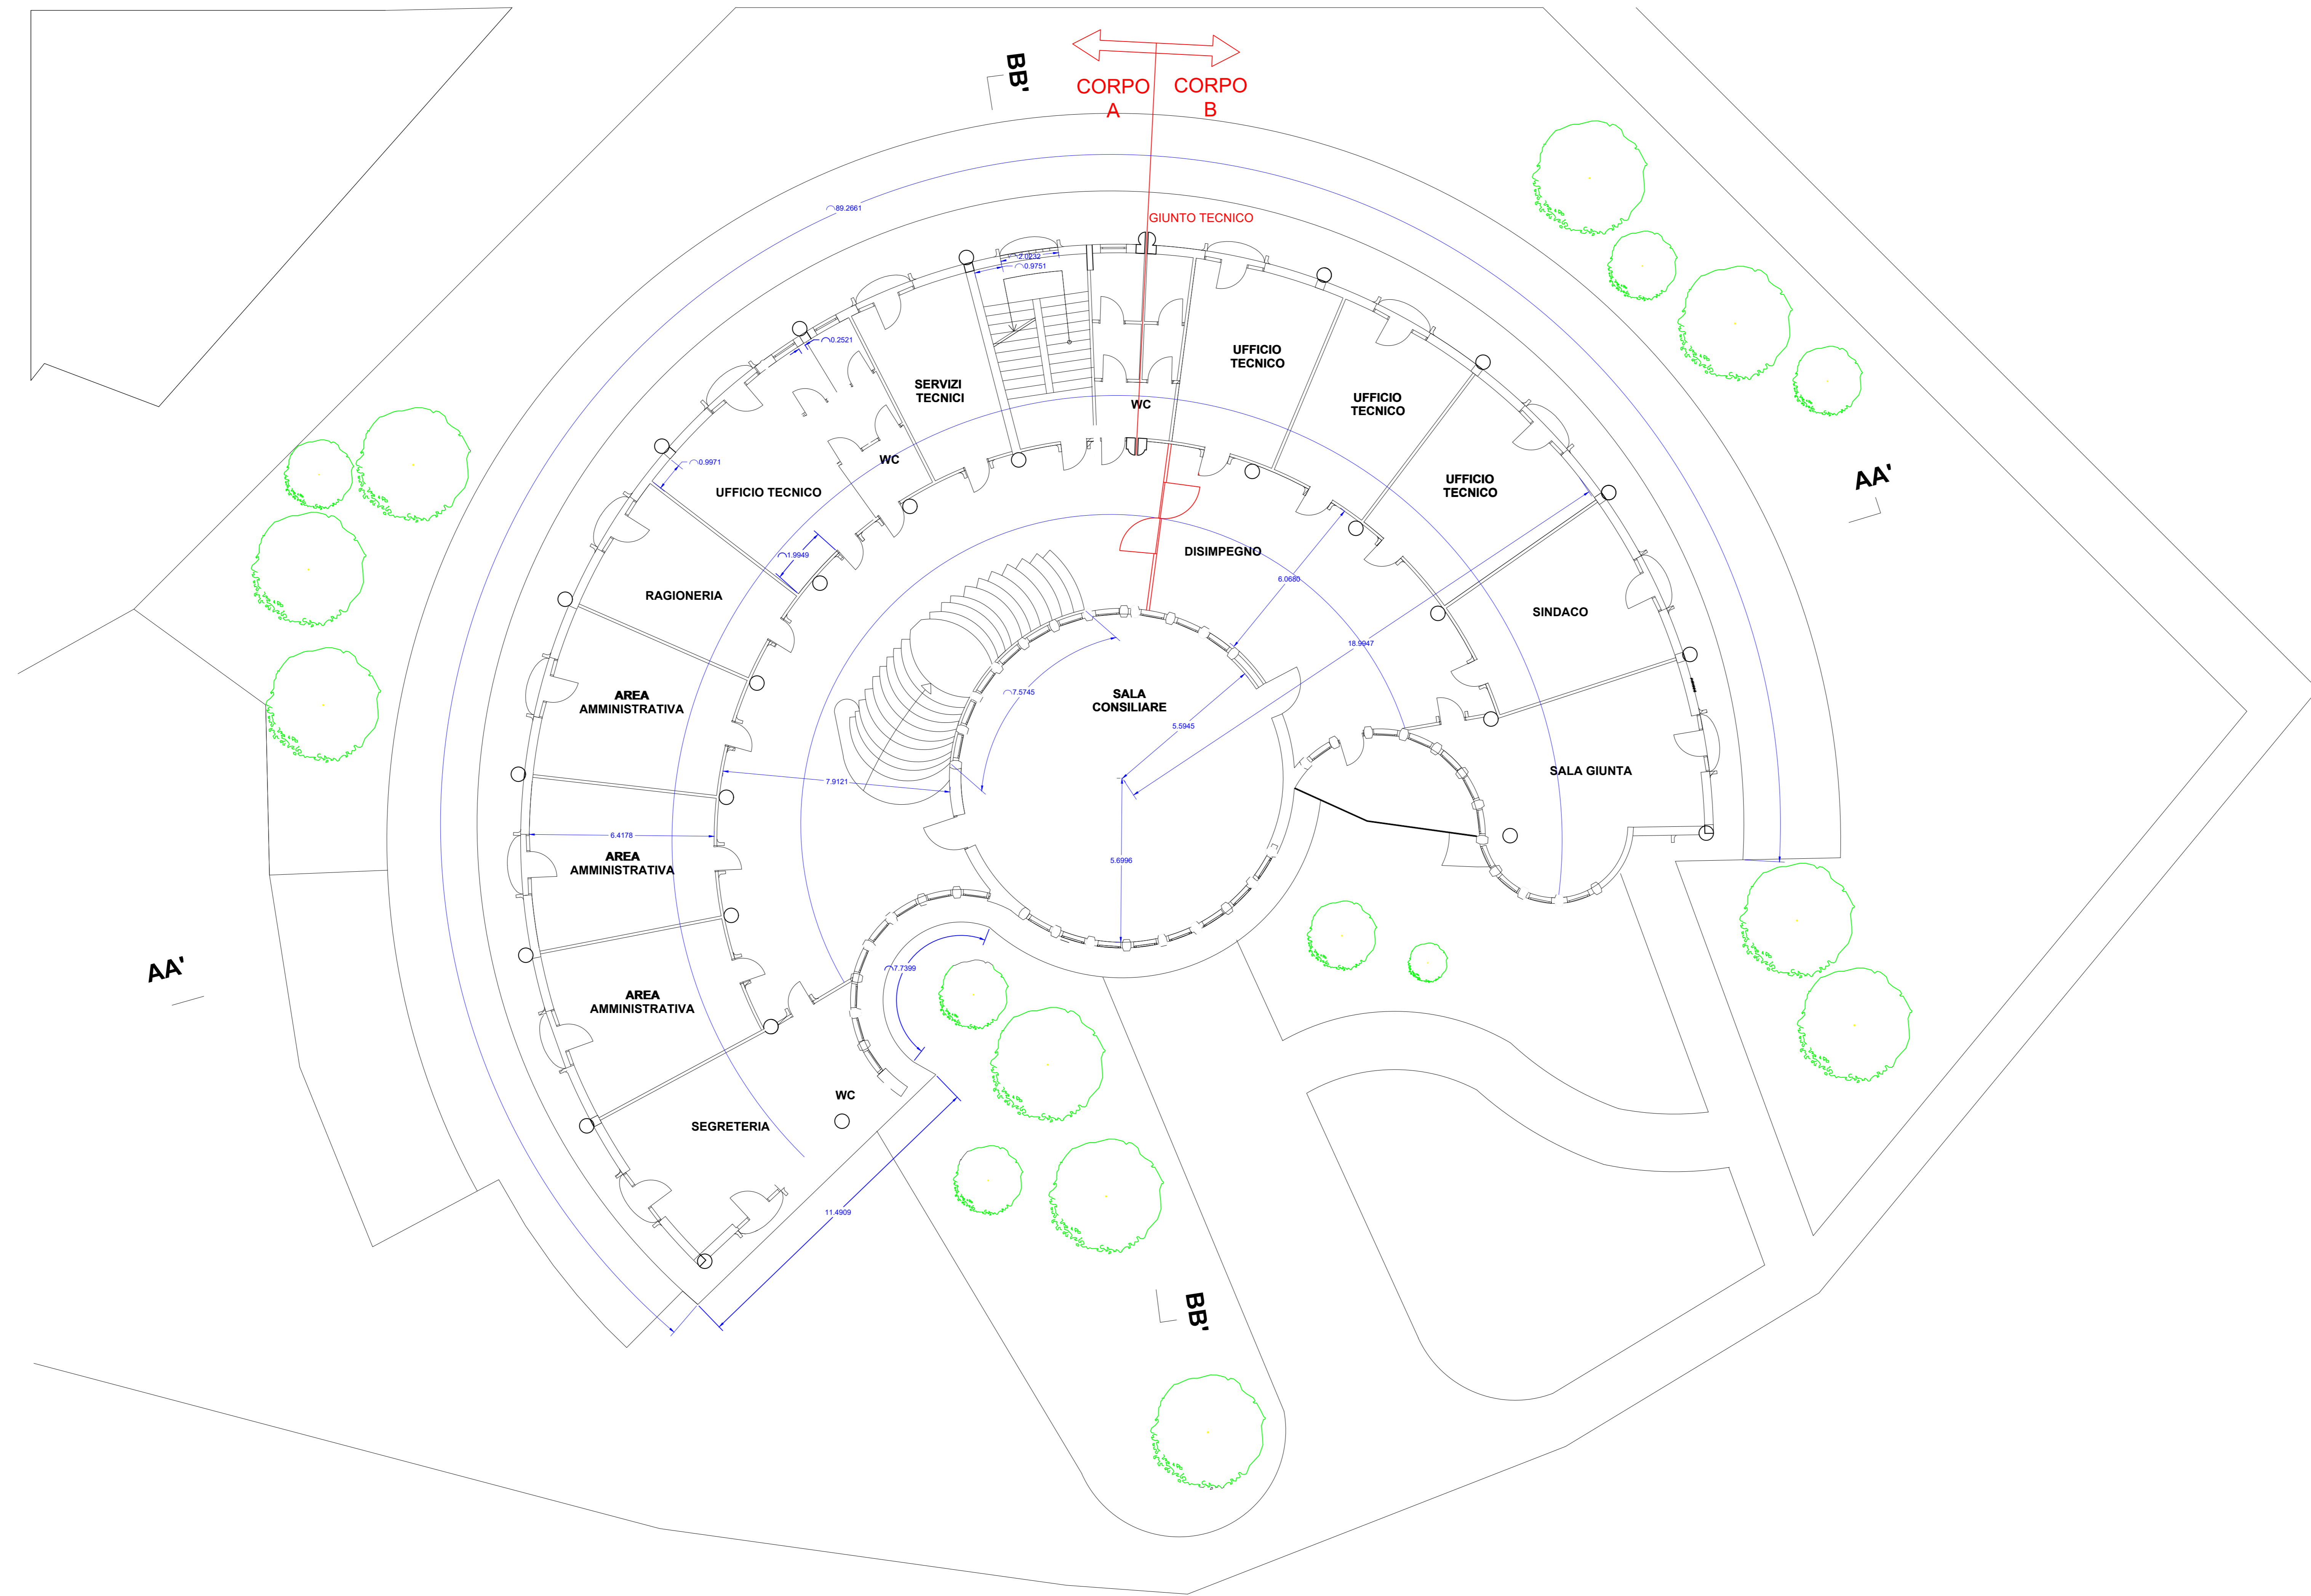 BB'
CORPO
A
CORPO
B
89.2661
GIUNTO TECNICO
2.0232
0.9751
0.2521
SERVIZI
TECNICI
WC
UFFICIO
TECNICO
UFFICIO
TECNICO
UFFICIO
TECNICO
0.9971
WC
UFFICIO TECNICO
AA'
1.9949
DISIMPEGNO
6.0680
RAGIONERIA
SINDACO
18.9947
AREA
AMMINISTRATIVA
7.5745
SALA
CONSILIARE
5.5945
7.9121
SALA GIUNTA
6.4178
AREA
AMMINISTRATIVA
5.6996
AA'
7.7399
AREA
AMMINISTRATIVA
WC
SEGRETERIA
11.4909
BB'